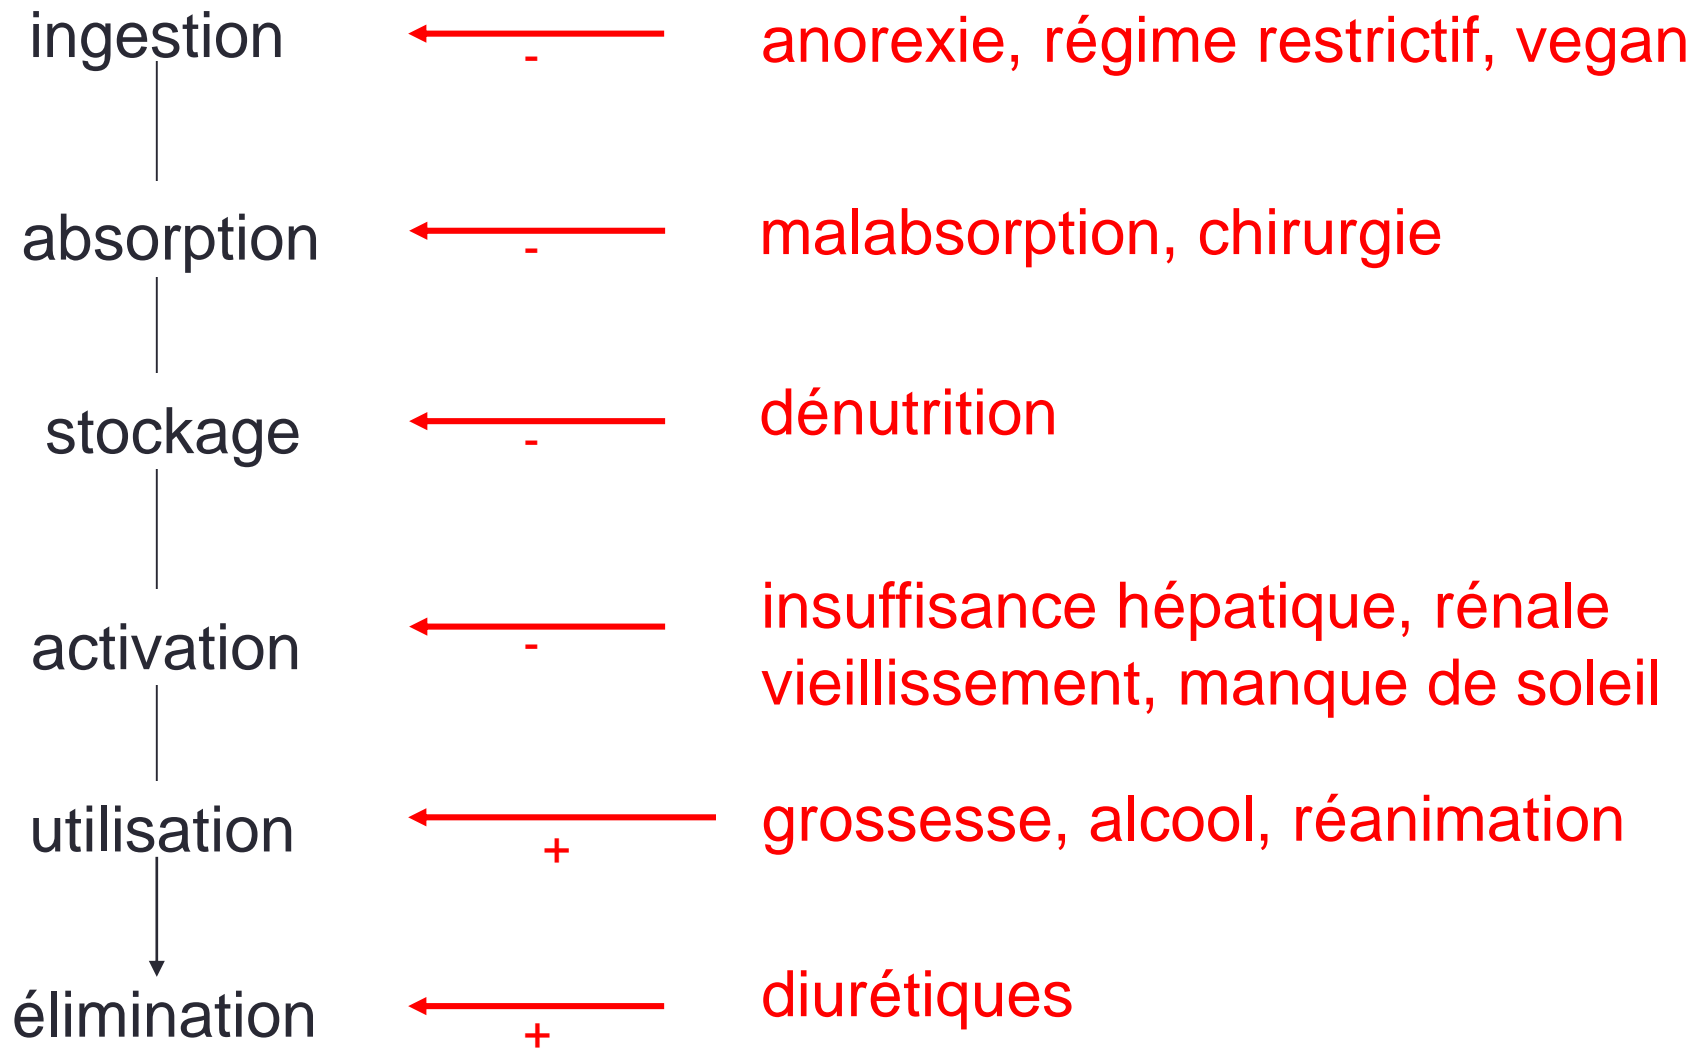 ingestion
-
anorexie, régime restrictif, vegan
absorption
-
malabsorption, chirurgie
stockage
-
dénutrition
activation
-
insuffisance hépatique, rénale
vieillissement, manque de soleil
utilisation
+
grossesse, alcool, réanimation
élimination
+
diurétiques